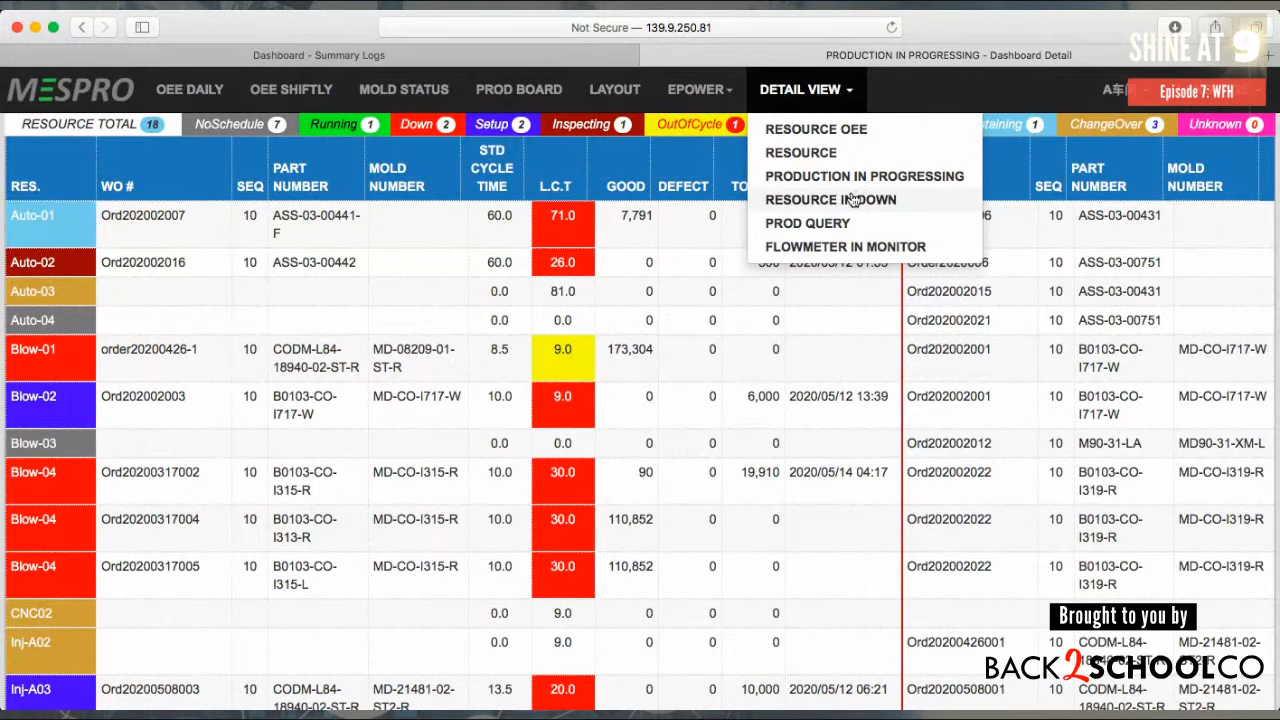 Not Secure — 139.9.250.81
SHINE AT 9
Dashboard - Summary Logs
PRODUCTION IN PROGRESSING - Dashboard Detail
MESPRO OEE DAILY OEE SHIFTLY MOLD STATUS PROD BOARD LAYOUT EPOWER DETAIL VIEW
Episode 7: WFH
RESOURCE TOTAL 18 NoSchedule 7 Running 1 Down 2 Setup 2 Inspecting 1 OutOfCycle 1 ChangeOver 3 Unknown 0
RESOURCE OEE
RESOURCE
PRODUCTION IN PROGRESSING
RESOURCE IN DOWN
PROD QUERY
FLOWMETER IN MONITOR
RES. WO # SEQ PART NUMBER MOLD NUMBER STD CYCLE TIME L.C.T GOOD DEFECT SEQ PART NUMBER MOLD NUMBER
Auto-01 Ord202002007 10 ASS-03-00441- 60.0 71.0 7,791 0 10 ASS-03-00431
F
Auto-02 Ord202002016 10 ASS-03-00442 60.0 26.0 0 0 10 ASS-03-00751
Auto-03 0.0 81.0 0 0 0 Ord202002015 10 ASS-03-00431
Auto-04 0.0 0.0 0 0 0 Ord202002021 10 ASS-03-00751
Blow-01 order20200426-1 10 CODM-L84- MD-08209-01- 8.5 9.0 173,304 0 0 Ord202002001 10 B0103-CO- MD-CO-I717-W
18940-02-ST-R ST-R I717-W
Blow-02 Ord202002003 10 B0103-CO- MD-CO-I717-W 10.0 9.0 0 0 6,000 2020/05/12 13:39 Ord202002001 10 B0103-CO- MD-CO-I717-W
I717-W I717-W
Blow-03 0.0 0.0 0 0 0 Ord202002012 10 M90-31-LA MD90-31-XM-L
Blow-04 Ord20200317002 10 B0103-CO- MD-CO-I315-R 10.0 30.0 90 0 19,910 2020/05/14 04:17 Ord202002022 10 B0103-CO- MD-CO-I319-R
I315-R I319-R
Blow-04 Ord20200317004 10 B0103-CO- MD-CO-I315-R 10.0 30.0 110,852 0 0 Ord202002022 10 B0103-CO- MD-CO-I319-R
I313-R I319-R
Blow-04 Ord20200317005 10 B0103-CO- MD-CO-I315-R 10.0 30.0 110,852 0 0 Ord202002022 10 B0103-CO- MD-CO-I319-R
I315-L I319-R
CNC02 0.0 9.0 0 0 0
Brought to you by
Inj-A02 0.0 9.0 0 0 0 Ord20200426001 10 CODM-L84- MD-21481-02-
18940-02-ST-R ST2-R
BACK2SCHOOLCO
Inj-A03 Ord20200508003 10 CODM-L84- MD-21481-02- 13.5 20.0 0 0 10,000 2020/05/12 06:21 Ord20200508001 10 CODM-L84- MD-21481-02-
18940-02-ST-R ST2-R 18940-02-ST-R ST2-R